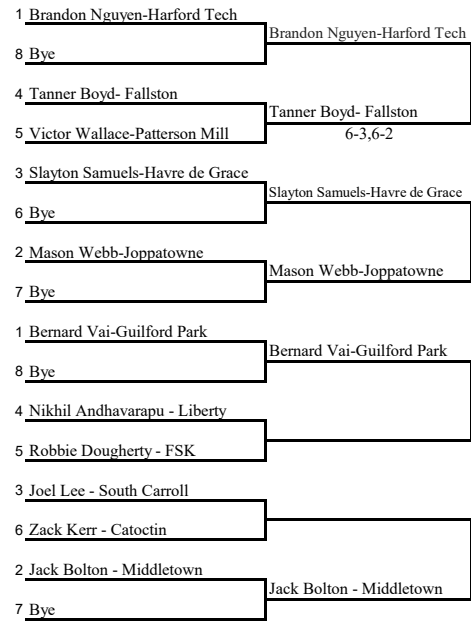 1 Brandon Nguyen-Harford Tech
Brandon Nguyen-Harford Tech
8 Bye
4 Tanner Boyd- Fallston
Tanner Boyd- Fallston
5 Victor Wallace-Patterson Mill
6-3,6-2
3 Slayton Samuels-Havre de Grace
Slayton Samuels-Havre de Grace
6 Bye
2 Mason Webb-Joppatowne
Mason Webb-Joppatowne
7 Bye
1 Bernard Vai-Guilford Park
Bernard Vai-Guilford Park
8 Bye
4 Nikhil Andhavarapu - Liberty
5 Robbie Dougherty - FSK
3 Joel Lee - South Carroll
6 Zack Kerr - Catoctin
2 Jack Bolton - Middletown
Jack Bolton - Middletown
7 Bye